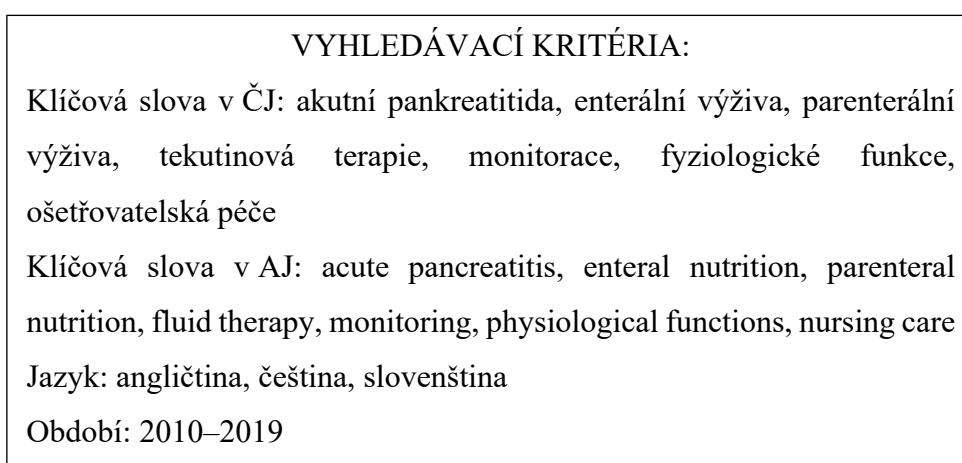 VYHLEDÁVACÍ KRITÉRIA:
Klíčová slova v ČJ: akutní pankreatitida, enterální výživa, parenterální
výživa, tekutinová terapie, monitorace, fyziologické funkce,
ošetřovatelská péče
Klíčová slova v AJ: acute pancreatitis, enteral nutrition, parenteral
nutrition, fluid therapy, monitoring, physiological functions, nursing care
Jazyk: angličtina, čeština, slovenština
Období: 2010–2019